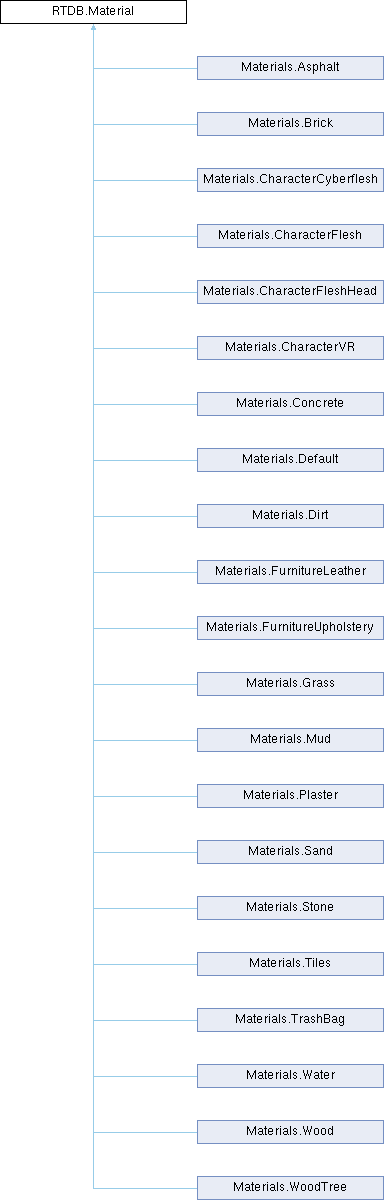 RTDB.Material
Materials.Asphalt
Materials.Brick
Materials.CharacterCyberflesh
Materials.CharacterFlesh
Materials.CharacterFleshHead
Materials.CharacterVR
Materials.Concrete
Materials.Default
Materials.Dirt
Materials.FurnitureLeather
Materials.FurnitureUpholstery
Materials.Grass
Materials.Mud
Materials.Plaster
Materials.Sand
Materials.Stone
Materials.Tiles
Materials.TrashBag
Materials.Water
Materials.Wood
Materials.WoodTree